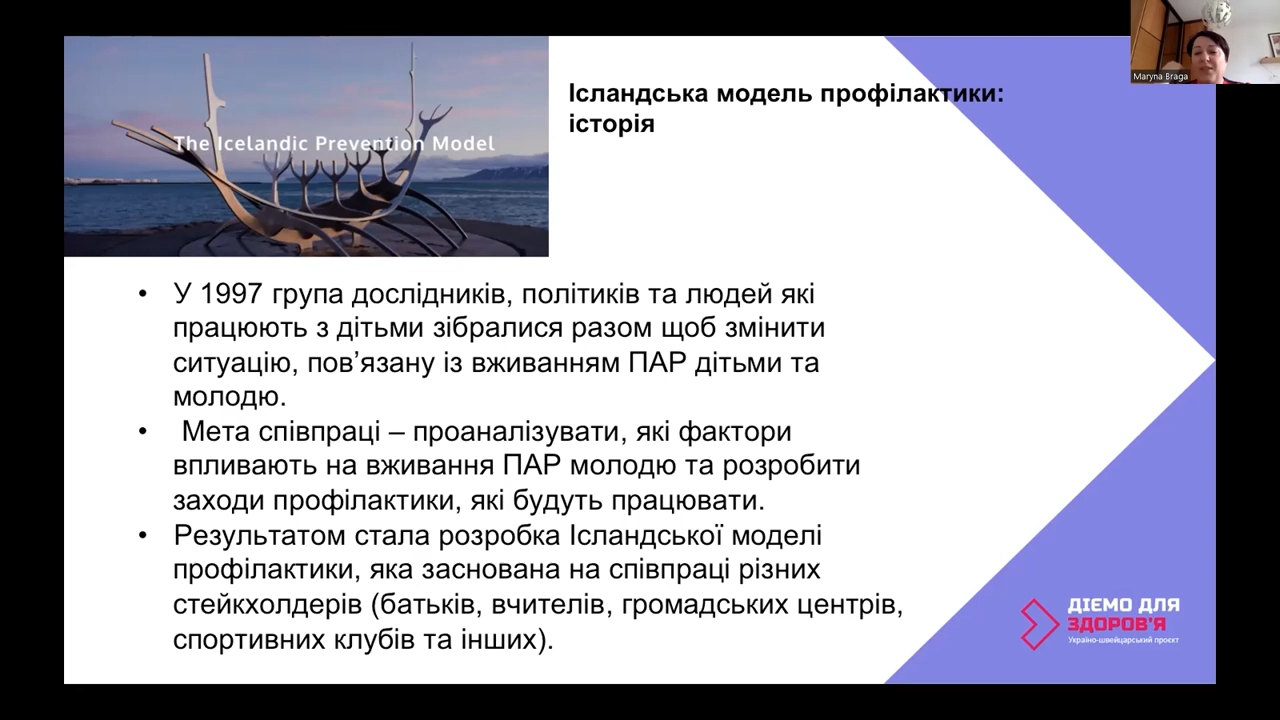 Maryna Braga
The Icelandic Prevention Model
Ісландська модель профілактики:
історія
• У 1997 група дослідників, політиків та людей які
працюють з дітьми зібралися разом щоб змінити
ситуацію, пов’язану із вживанням ПАР дітьми та
молодю.
• Мета співпраці – проаналізувати, які фактори
впливають на вживання ПАР молодю та розробити
заходи профілактики, які будуть працювати.
• Результатом стала розробка Ісландської моделі
профілактики, яка заснована на співпраці різних
стейкхолдерів (батьків, вчителів, громадських центрів,
спортивних клубів та інших).
ДІЄМО ДЛЯ
ЗДОРОВ'Я
Україно-швейцарський проєкт